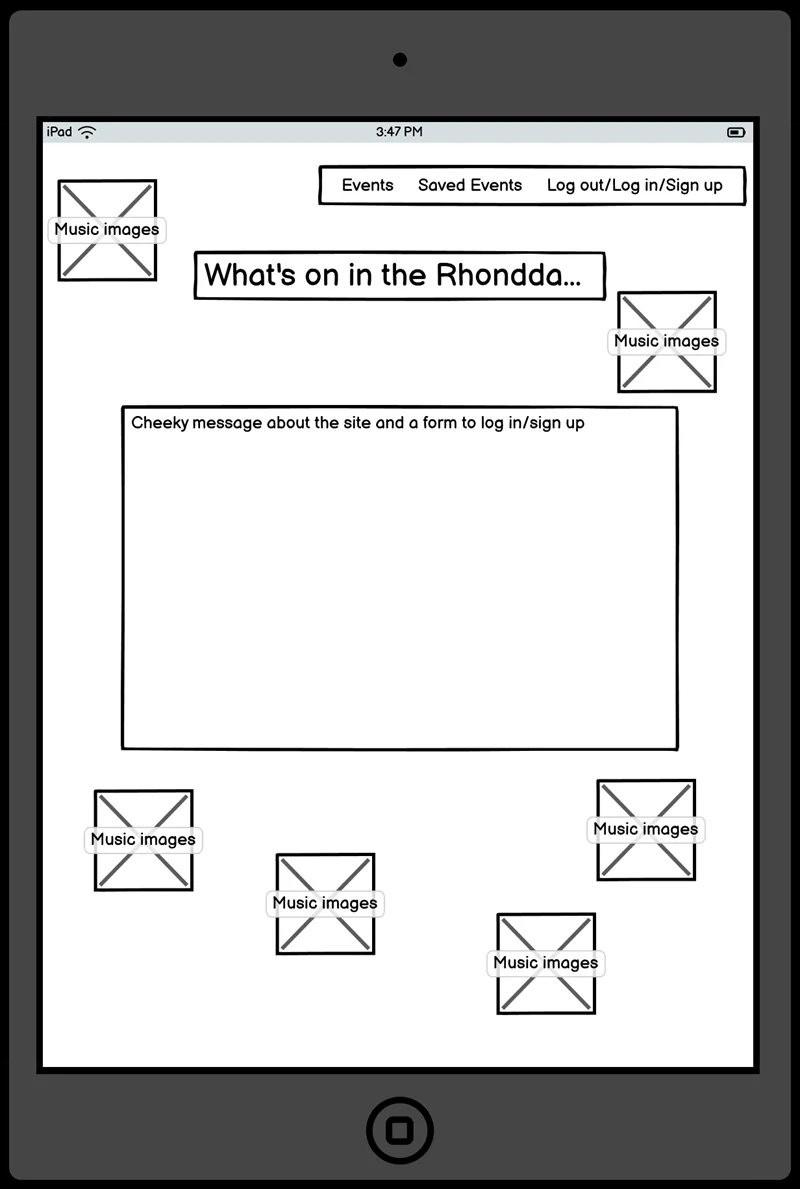 iPad
3:47 PM
Events
Saved Events
Log out/Log in/Sign up
Music images
What's on in the Rhondda...
Music images
Cheeky message about the site and a form to log in/sign up
Music images
Music images
Music images
Music images